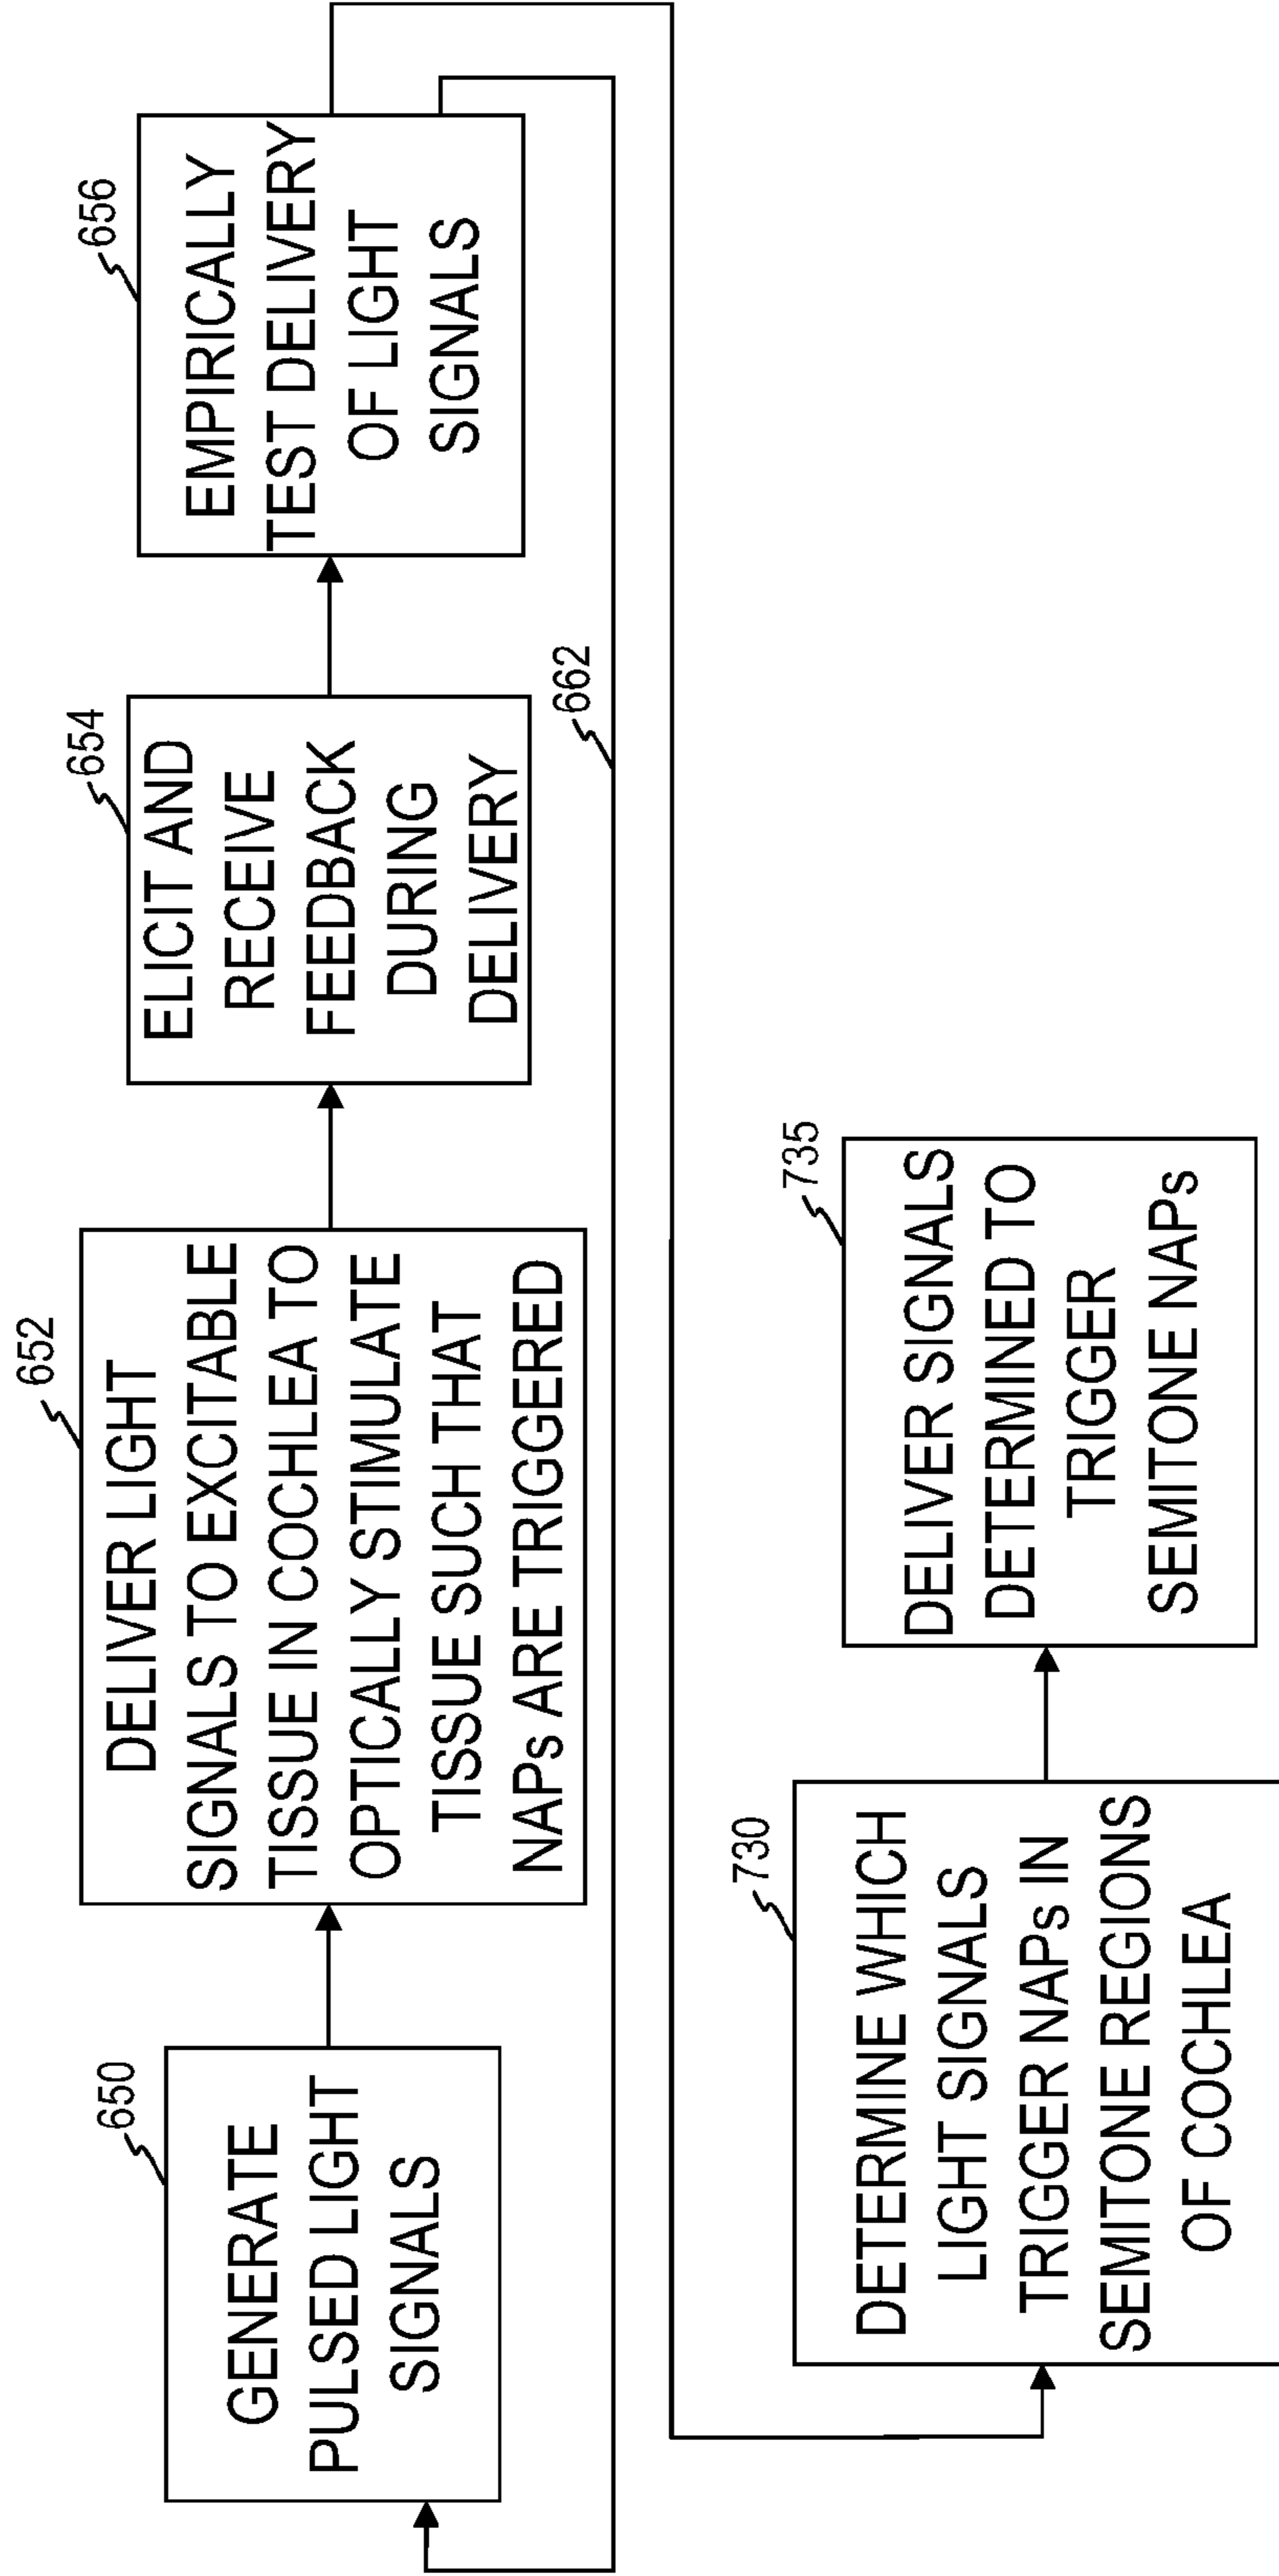 650
GENERATE
PULSED LIGHT
SIGNALS
652
DELIVER LIGHT
SIGNALS TO EXCITABLE
TISSUE IN COCHLEA TO
OPTICALLY STIMULATE
TISSUE SUCH THAT
NAPs ARE TRIGGERED
654
ELICIT AND
RECEIVE
FEEDBACK
DURING
DELIVERY
656
EMPIRICALLY
TEST DELIVERY
OF LIGHT
SIGNALS
662
730
DETERMINE WHICH
LIGHT SIGNALS
TRIGGER NAPs IN
SEMITONE REGIONS
OF COCHLEA
735
DELIVER SIGNALS
DETERMINED TO
TRIGGER
SEMITONE NAPs